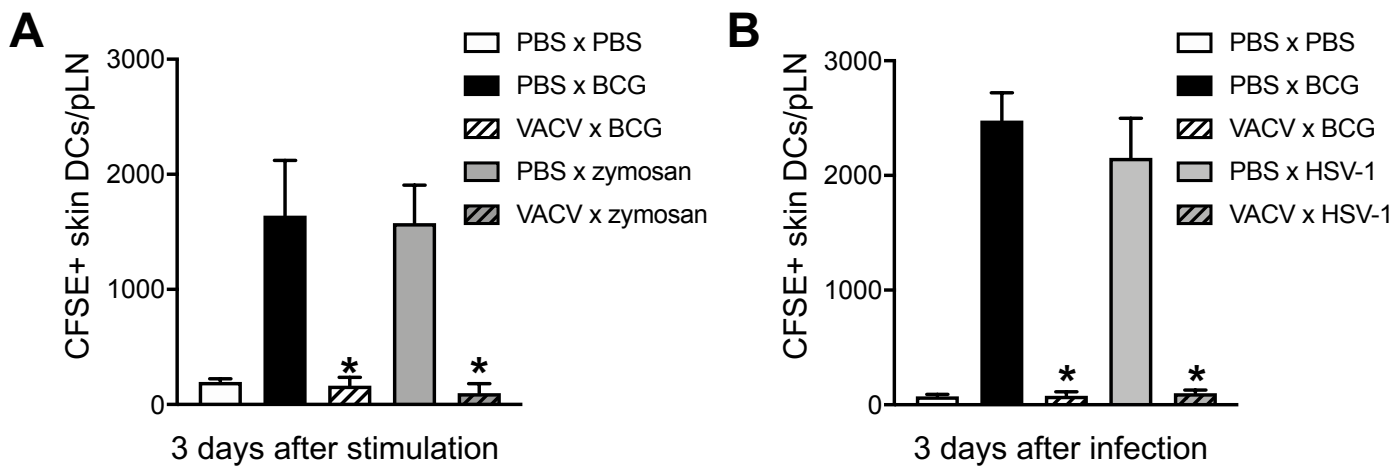 A
CFSE+ skin DCs/pLN
3000
2000
1000
0
PBS x PBS
PBS x BCG
VACV x BCG
PBS x zymosan
VACV x zymosan
*
*
3 days after stimulation
B
CFSE+ skin DCs/pLN
3000
2000
1000
0
PBS x PBS
PBS x BCG
VACV x BCG
PBS x HSV-1
VACV x HSV-1
*
*
3 days after infection